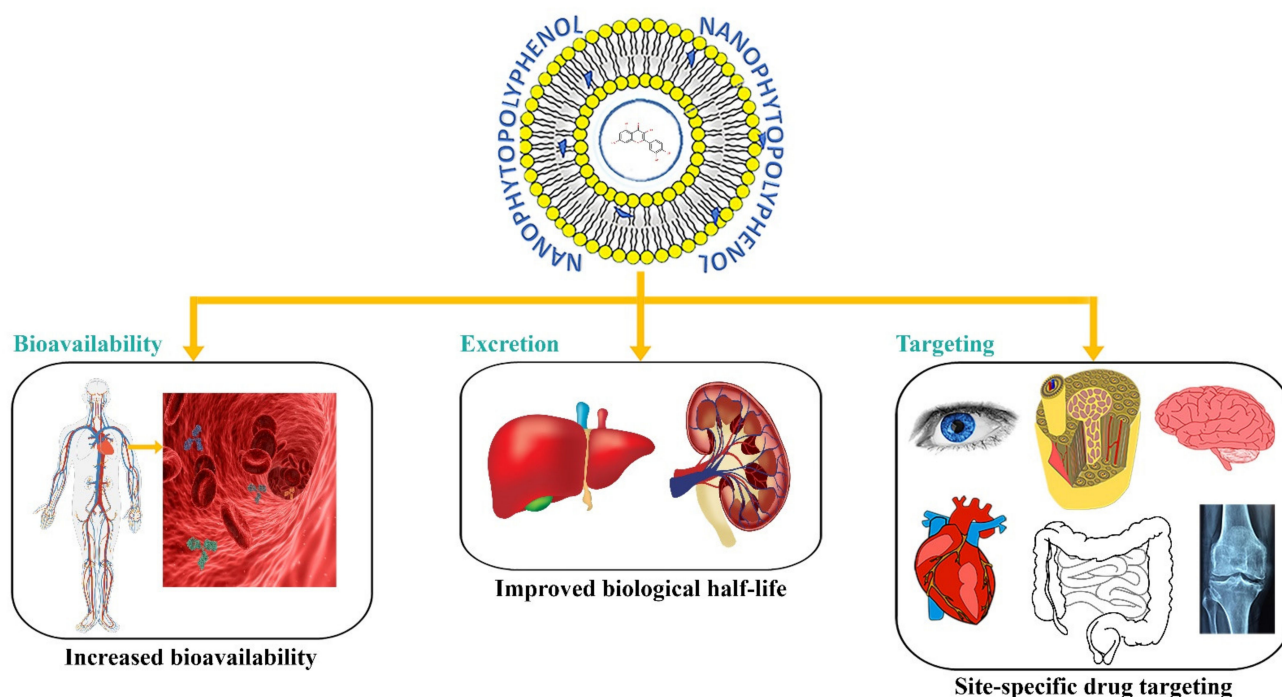 NANOPHYTOPOLYPHENOL
NANOPHYTOPOLYPHENOL
Bioavailability
Excretion
Targeting
Increased bioavailability
Improved biological half-life
Site-specific drug targeting